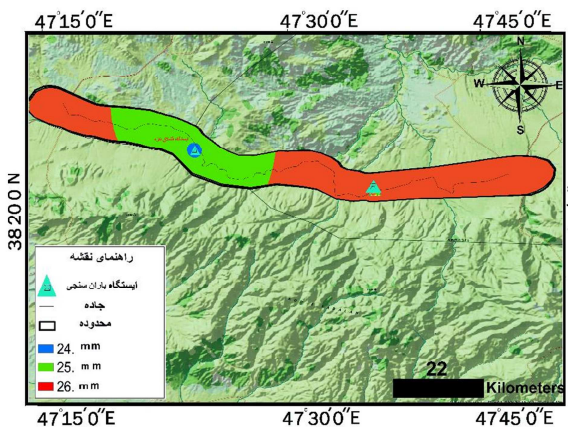 47°15'0"E 47°30'0"E 47°45'0"E
N
W E
S
38 20 0 N
راهنمای نقشه
ایستگاه باران سنجی
جاده
محدوده
24. mm
25. mm
26. mm
22
Kilometers
47°15'0"E 47°30'0"E 47°45'0"E